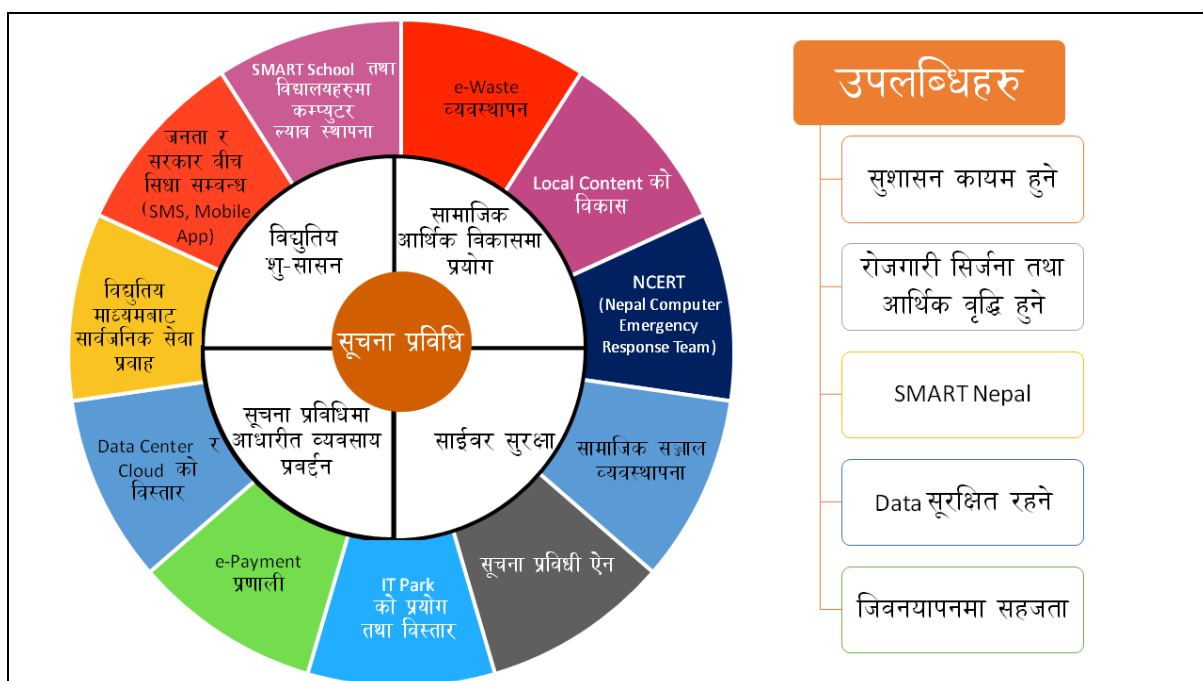 SMART School तथा
विद्यालयहरुमा
कम्प्युटर
ल्याव स्थापना
e-Waste
व्यवस्थापन
Local Content को
विकास
NCERT
(Nepal Computer
Emergency
Response Team)
सामाजिक सञ्जाल
व्यवस्थापना
सूचना प्रविधी ऐन
IT Park
को प्रयोग
तथा विस्तार
e-Payment
प्रणाली
Data Center र
Cloud को
विस्तार
विद्युतिय
माध्यमबाट
सार्वजनिक सेवा
प्रवाह
जनता र
सरकार वीच
सिधा सम्वन्ध
(SMS, Mobile
App)
विद्युतिय
शु-सासन
सामाजिक
आर्थिक विकासमा
प्रयोग
सूचना प्रविधि
सूचना प्रविधिमा
आधारीत व्यवसाय
प्रवर्द्दन
साईवर सुरक्षा
उपलब्धिहरु
सुशासन कायम हुने
रोजगारी सिर्जना तथा
आर्थिक वृद्धि हुने
SMART Nepal
Data सूरक्षित रहने
जिवनयापनमा सहजता